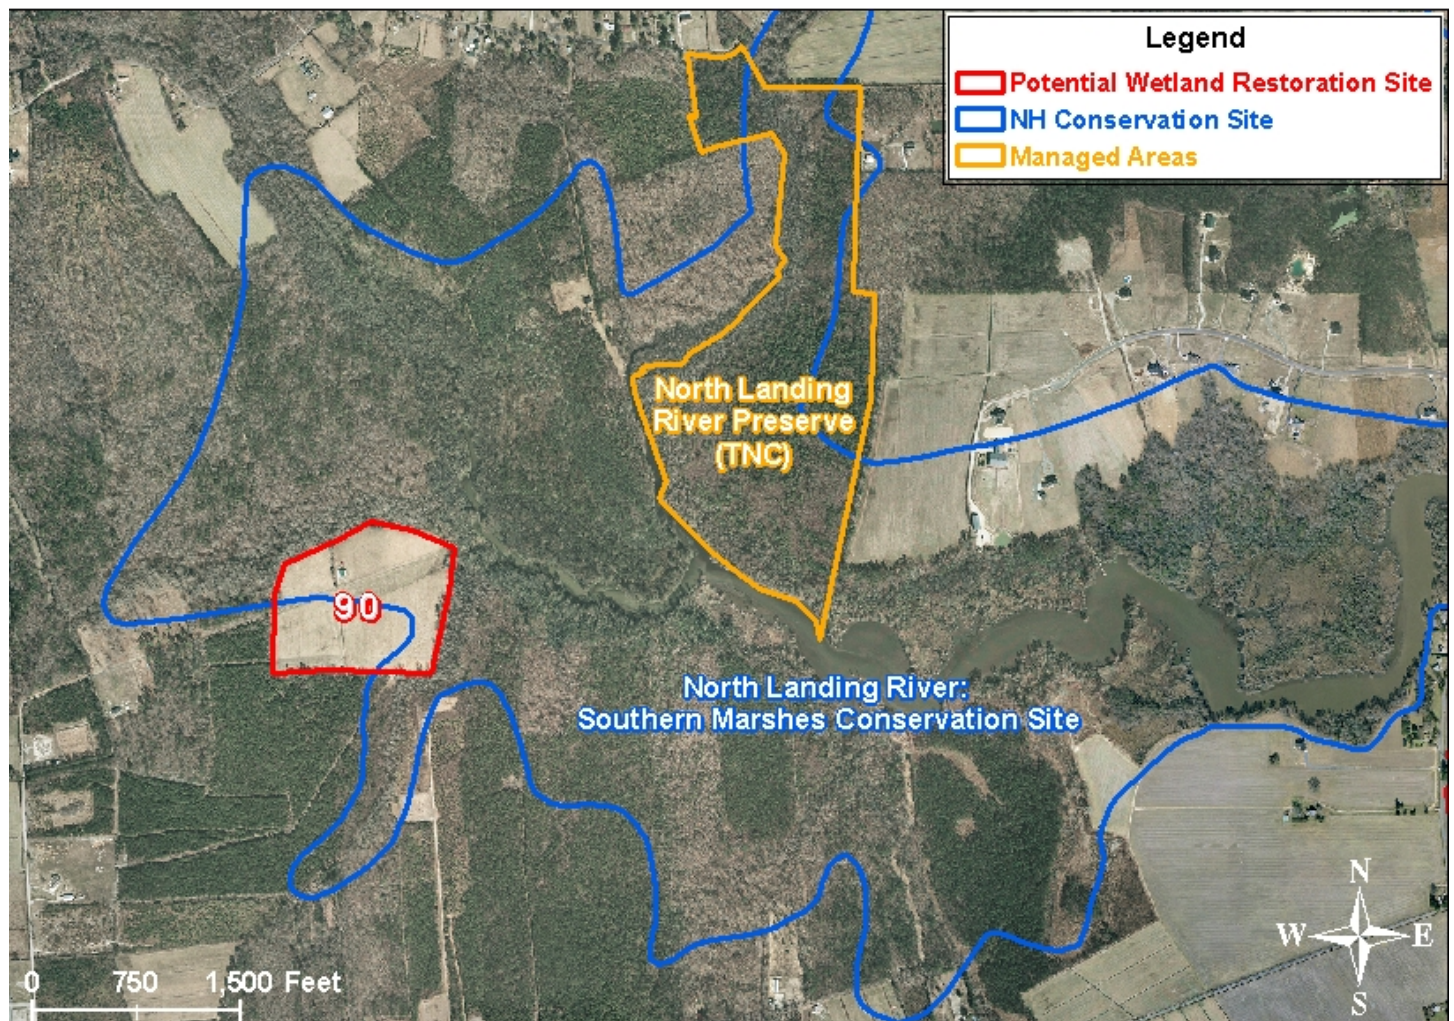 Legend
Potential Wetland Restoration Site
NH Conservation Site
Managed Areas
North Landing
River Preserve
(TNC)
90
North Landing River:
Southern Marshes Conservation Site
N
W E
S
0 750 1,500 Feet